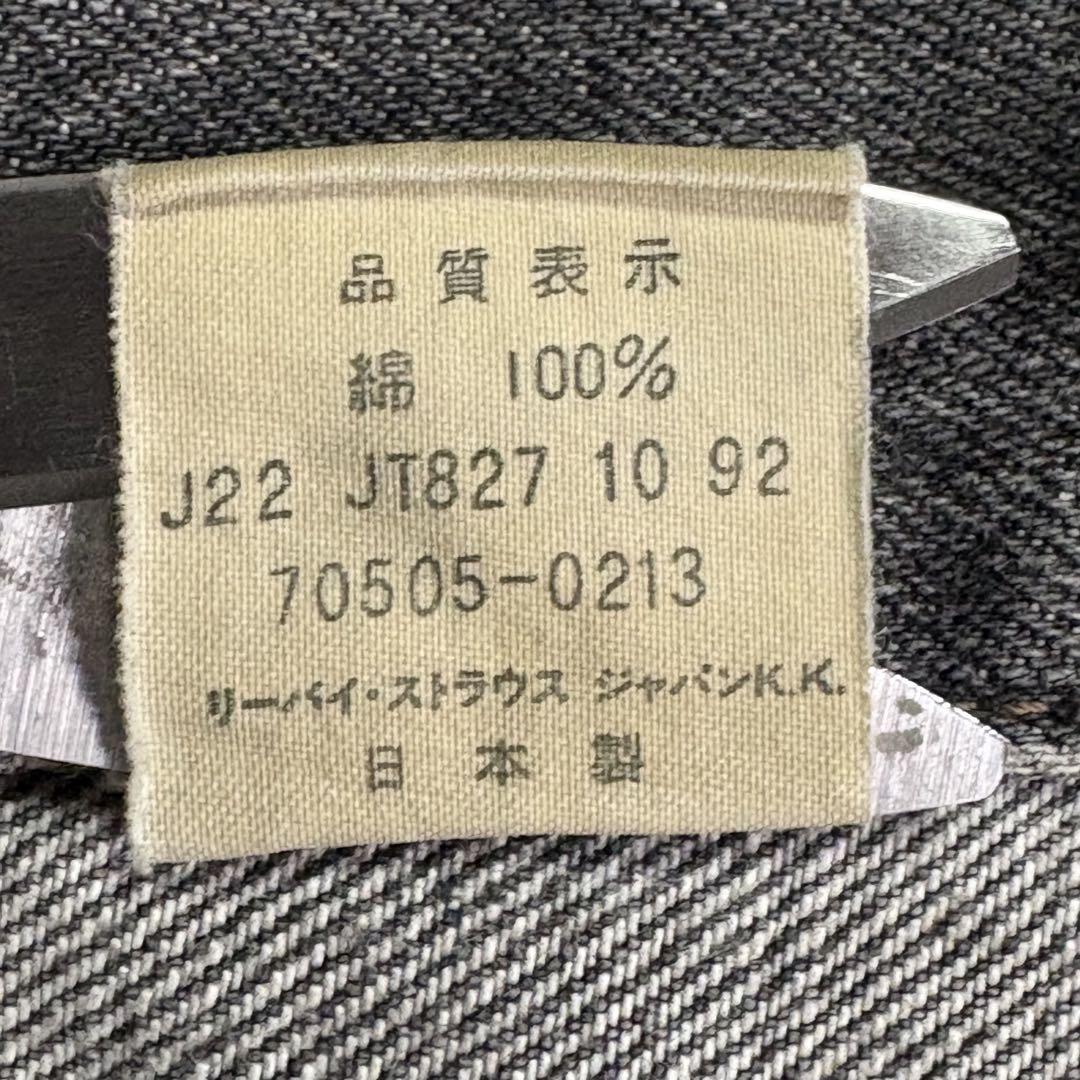 品質表示
綿 100%
J22 JT827 10 92
70505-0213
リーバイ・ストラウス ジャパンK.K.
日本製